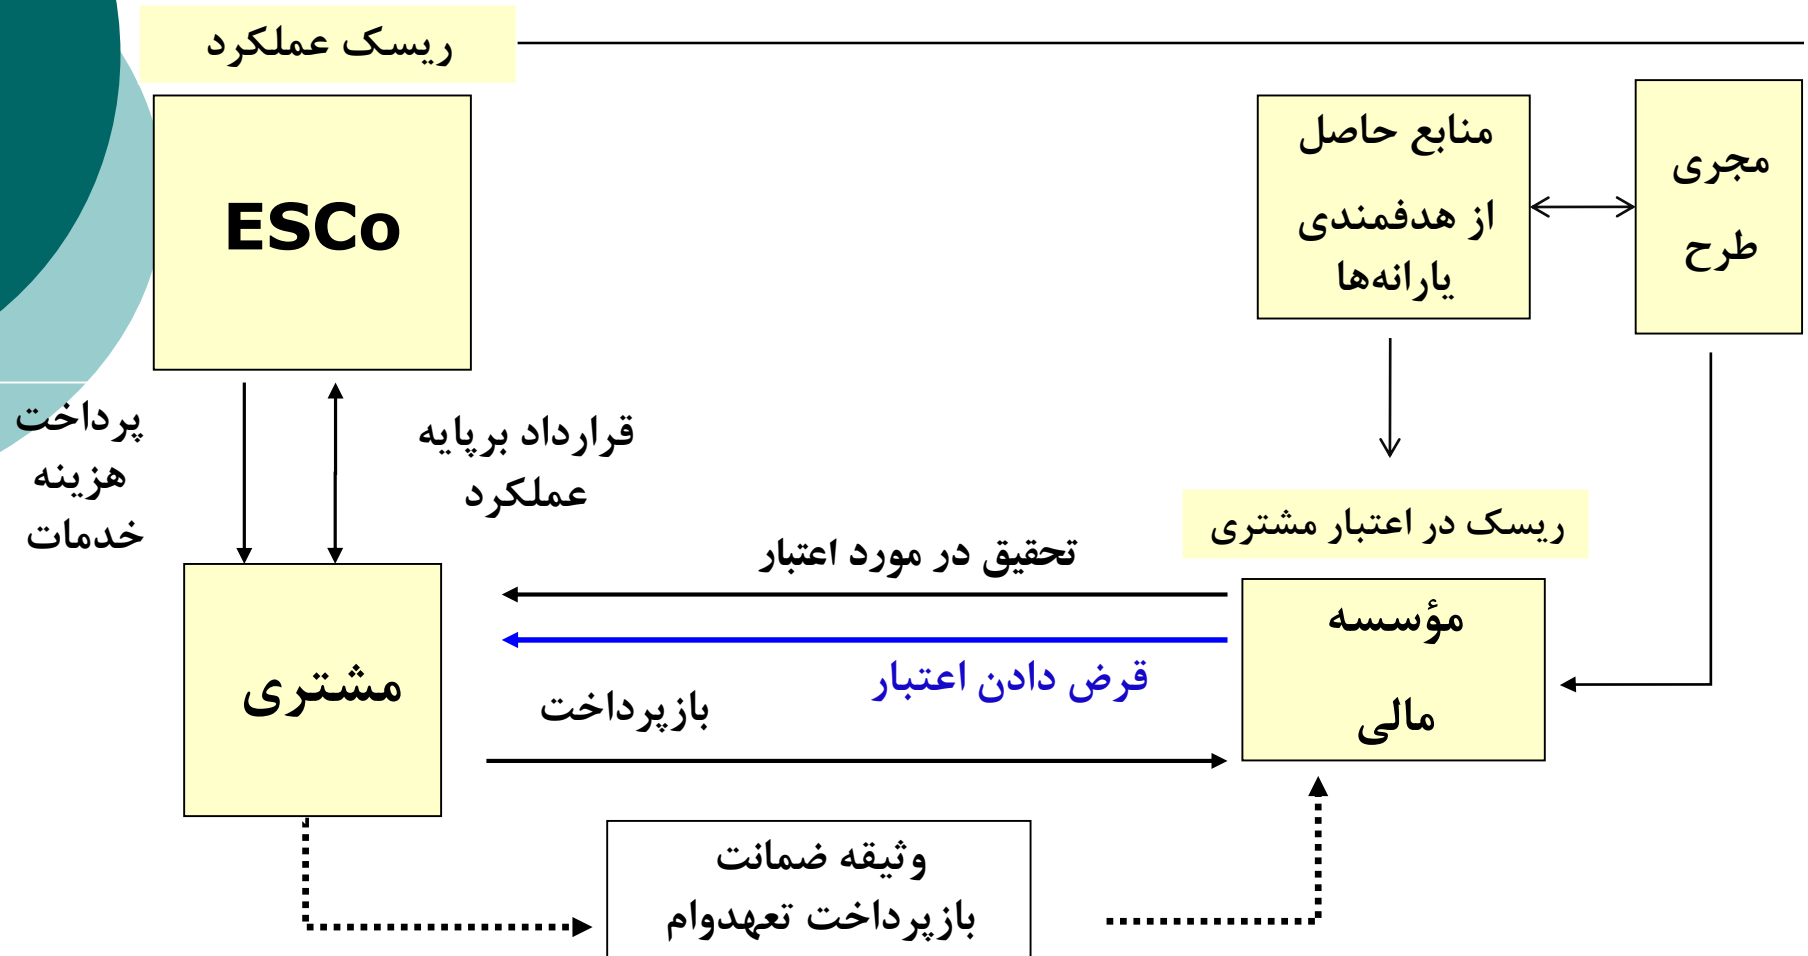 ریسک عملکرد
ESCo
منابع حاصل
از هدفمندی
یارانه‌ها
مجری
طرح
پرداخت
هزینه
خدمات
قرارداد برپایه
عملکرد
ریسک در اعتبار مشتری
تحقیق در مورد اعتبار
قرض دادن اعتبار
بازپرداخت
مشتری
مؤسسه
مالی
وثیقه ضمانت
بازپرداخت تعهدوام